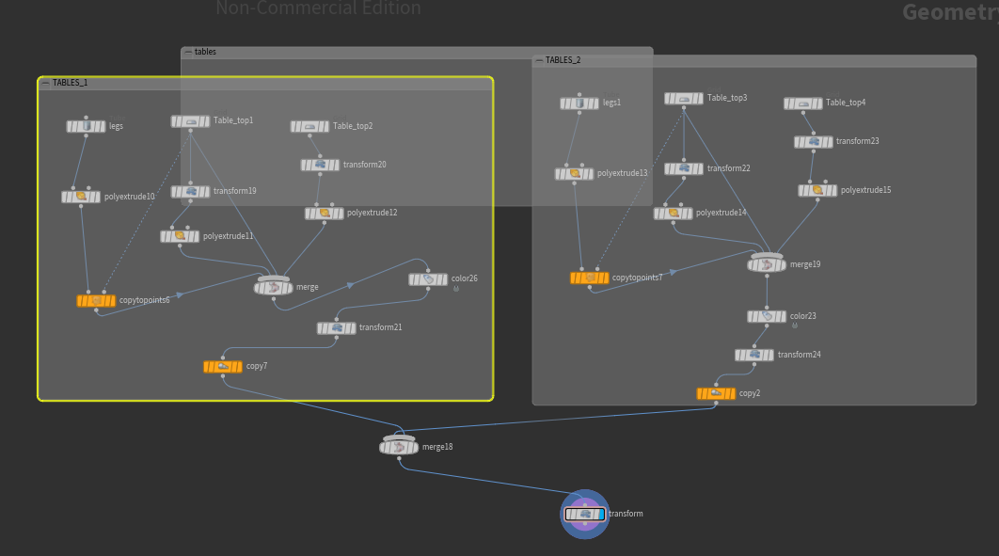 Non-Commercial Edition
Geometry
tables
TABLES_1
TABLES_2
legs
Table_top1
Table_top2
legs1
Table_top3
Table_top4
transform20
transform23
polyextrude10
transform19
polyextrude13
transform22
polyextrude11
polyextrude12
polyextrude14
polyextrude15
copytopoints6
merge
color26
copytopoints7
merge19
transform21
color23
copy7
transform24
copy2
merge18
transform